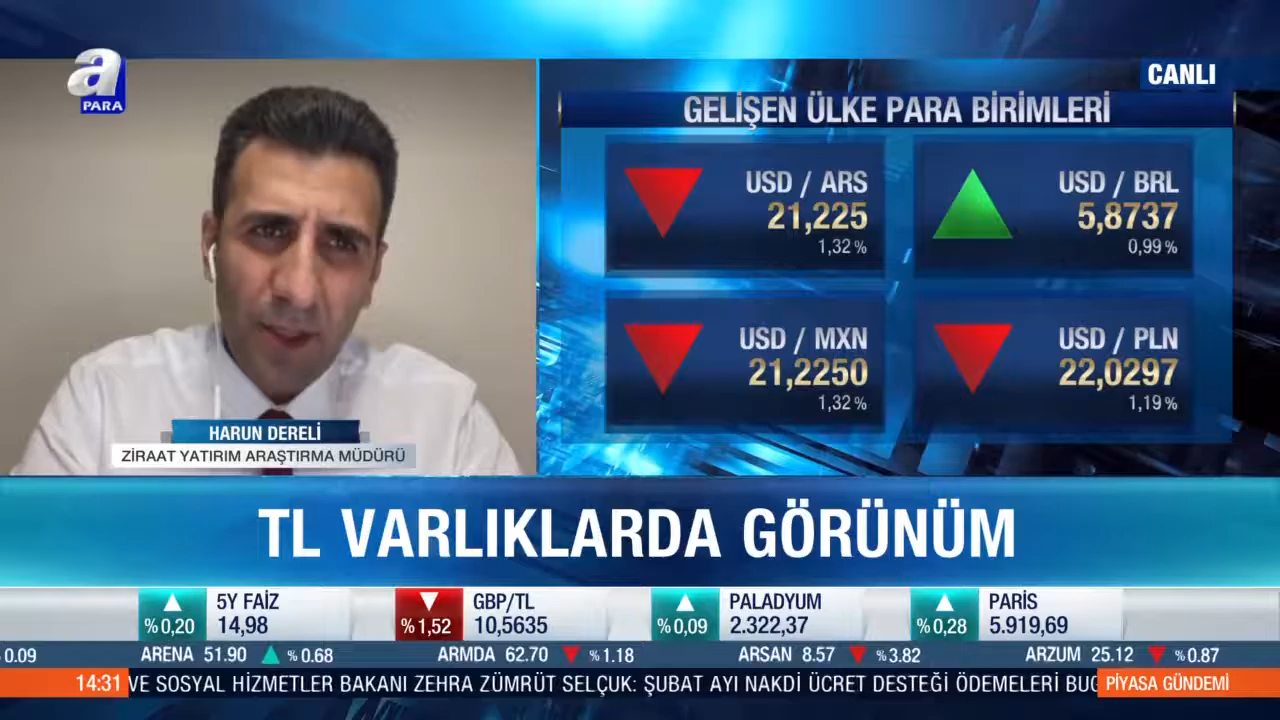 a
PARA
CANLI
GELİŞEN ÜLKE PARA BİRİMLERİ
USD / ARS
21,225
1,32 %
USD / BRL
5,8737
0,99 %
USD / MXN
21,2250
1,32 %
USD / PLN
22,0297
1,19 %
HARUN DERELİ
ZİRAAT YATIRIM ARAŞTIRMA MÜDÜRÜ
TL VARLIKLARDA GÖRÜNÜM
% 0,20 5Y FAİZ 14,98
% 1,52 GBP/TL 10,5635
% 0,09 PALADYUM 2.322,37
% 0,28 PARİS 5.919,69
0.09 ARENA 51.90 % 0.68 ARMDA 62.70 % 1.18 ARSAN 8.57 % 3.82 ARZUM 25.12 % 0.87
14:31 VE SOSYAL HİZMETLER BAKANI ZEHRA ZÜMRÜT SELÇUK: ŞUBAT AYI NAKDİ ÜCRET DESTEĞİ ÖDEMELERİ BUG PİYASA GÜNDEMİ